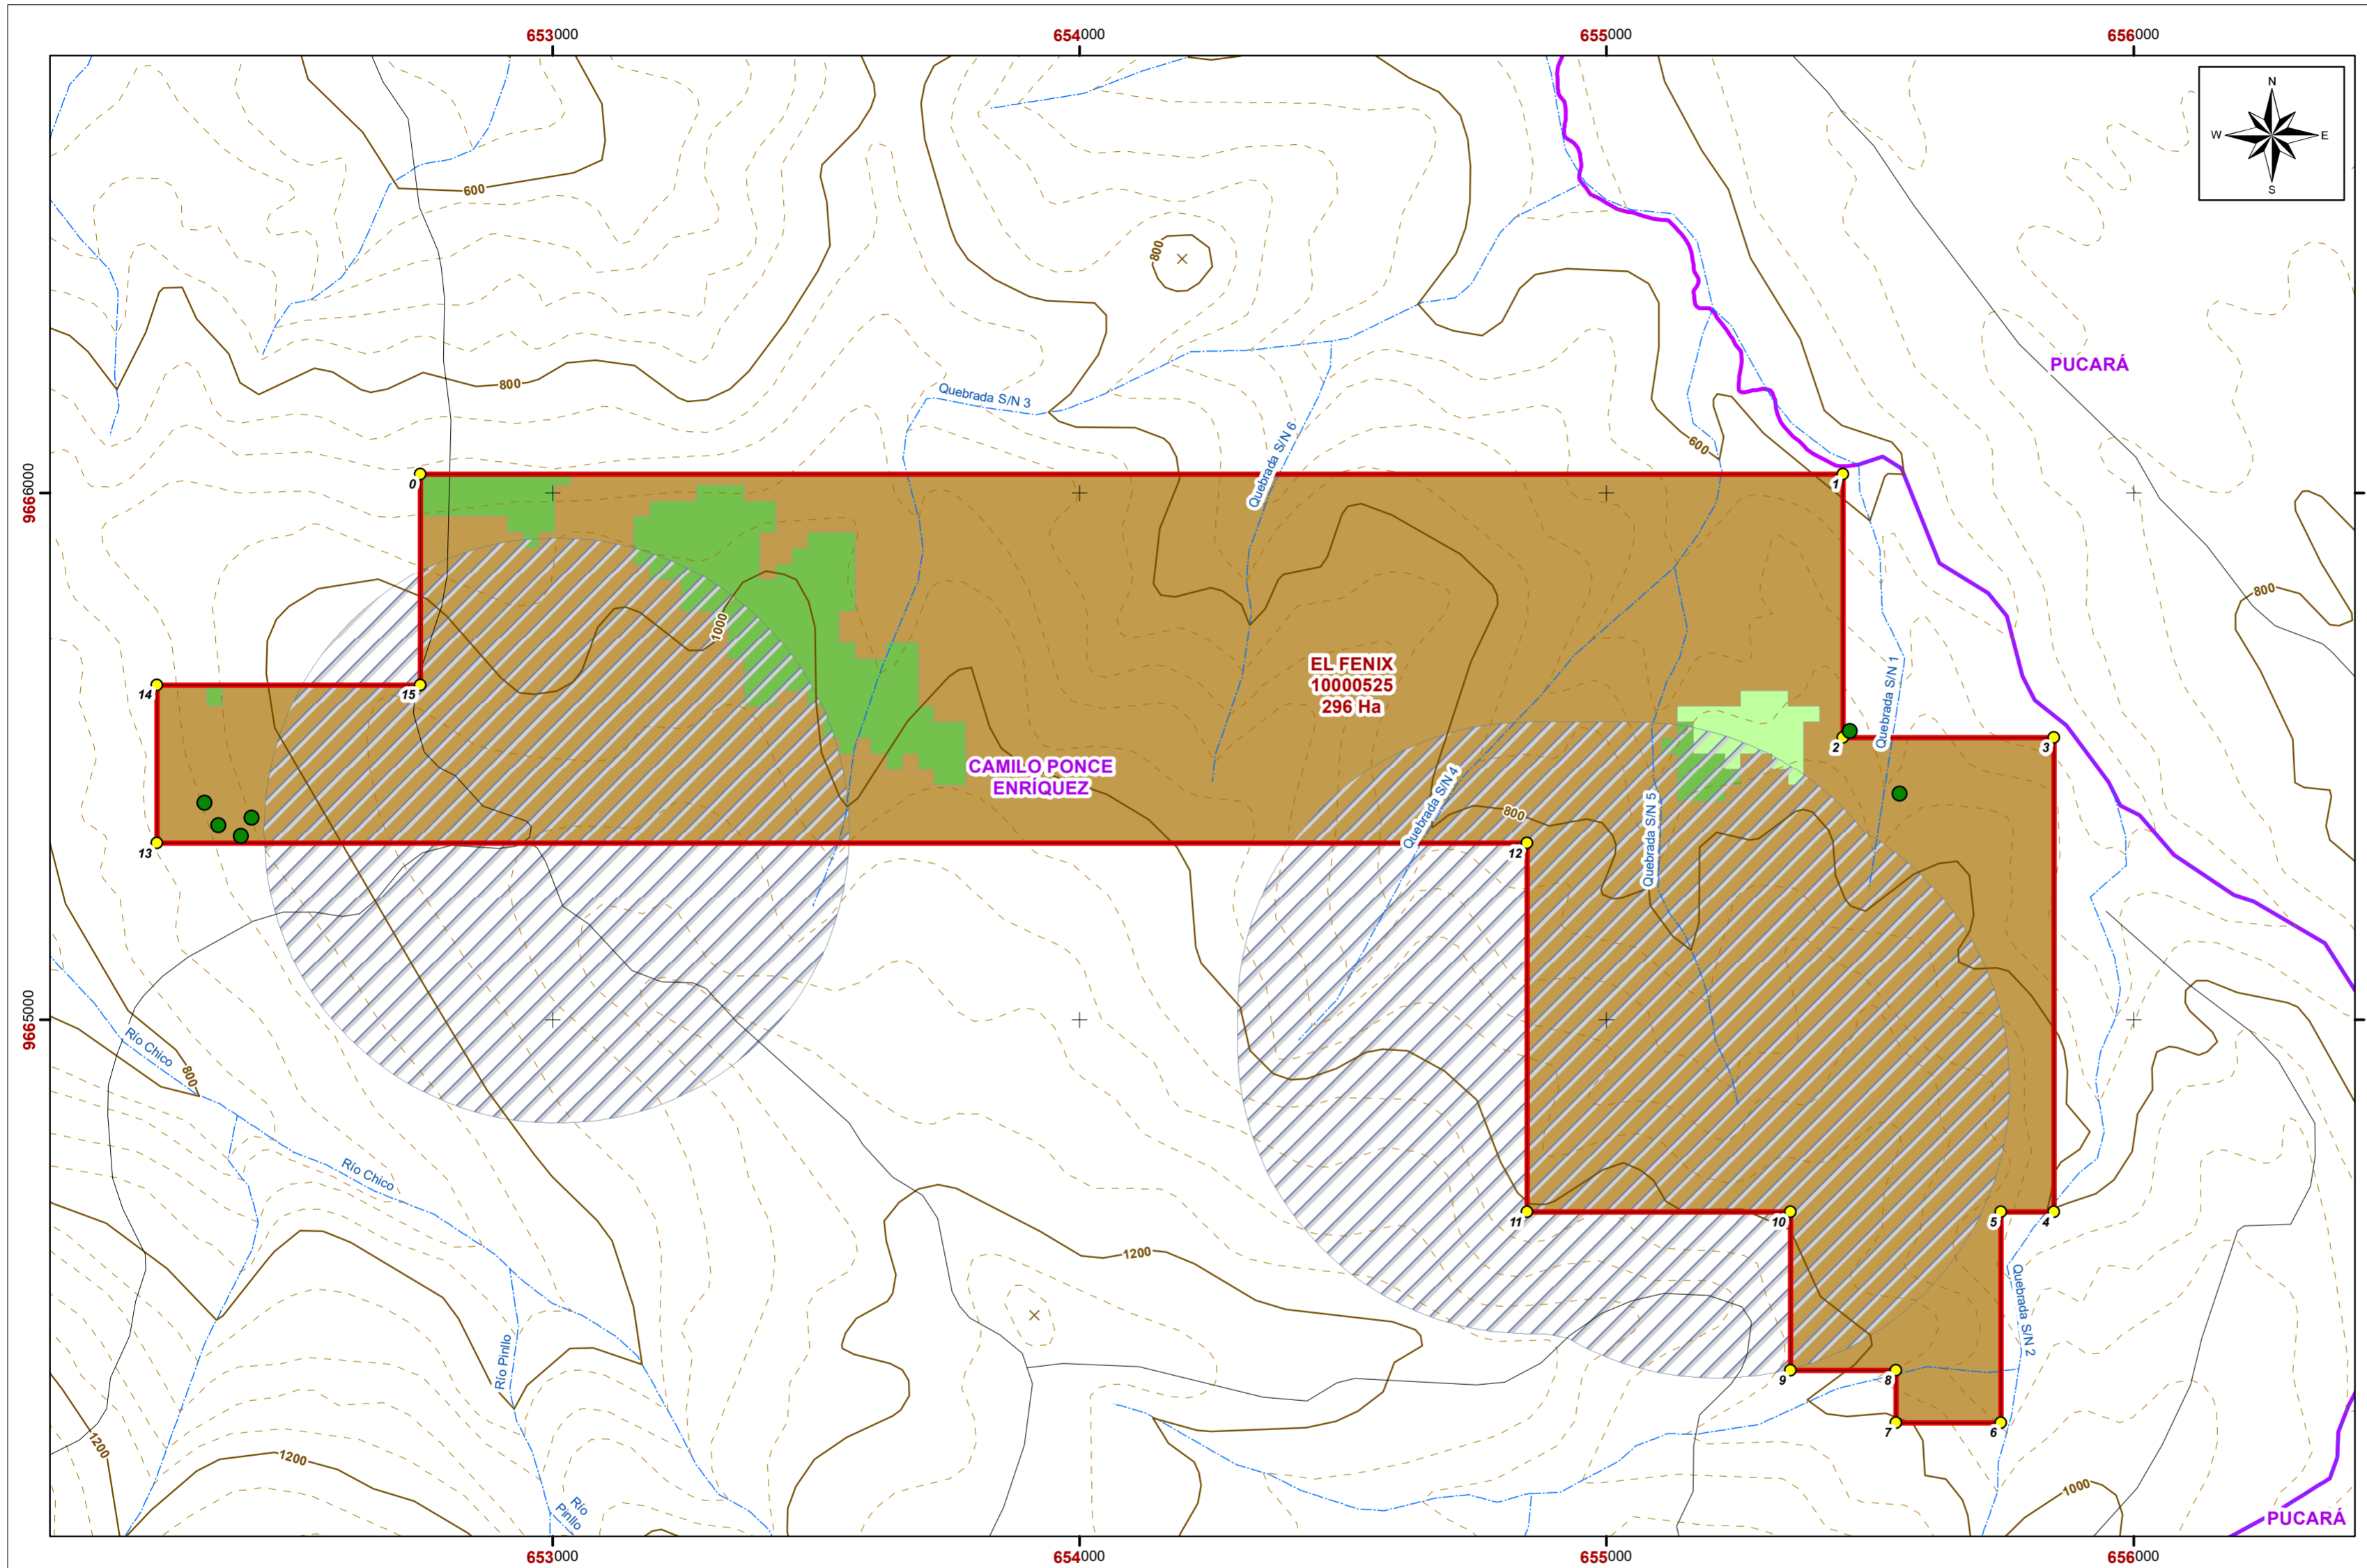 653000
654000
655000
656000
N
W
E
S
600
800
Quebrada S/N 3
800
Quebrada S/N 6
PUCARÁ
600
9666000
0
1
800
1000
EL FENIX
10000525
296 Ha
Quebrada S/N 1
14
15
2
3
CAMILO PONCE
ENRÍQUEZ
Quebrada S/N 4
Quebrada S/N 5
800
13
12
9665000
Río Chico
800
Río Chico
11
10
5
4
1200
Quebrada S/N 2
Río Pinllo
9
8
7
6
1200
1200
Río
Pinllo
1000
PUCARÁ
653000
654000
655000
656000